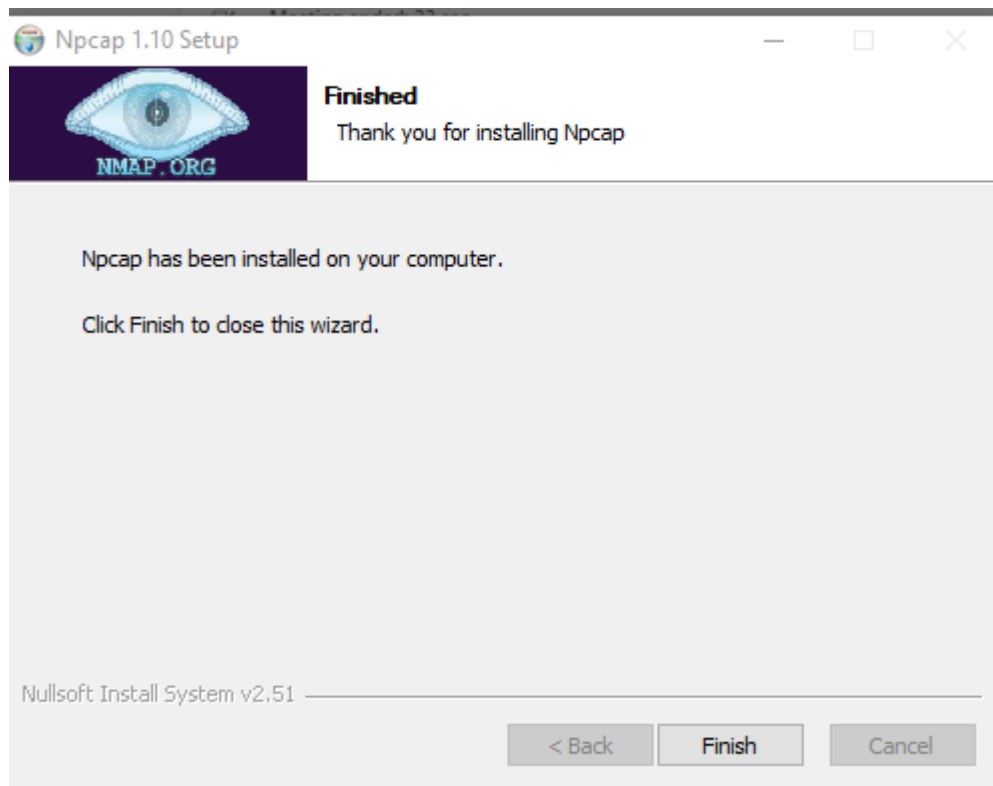 Npcap 1.10 Setup
Finished
Thank you for installing Npcap
NMAP.ORG
Npcap has been installed on your computer.
Click Finish to close this wizard.
Nullsoft Install System v2.51
< Back
Finish
Cancel